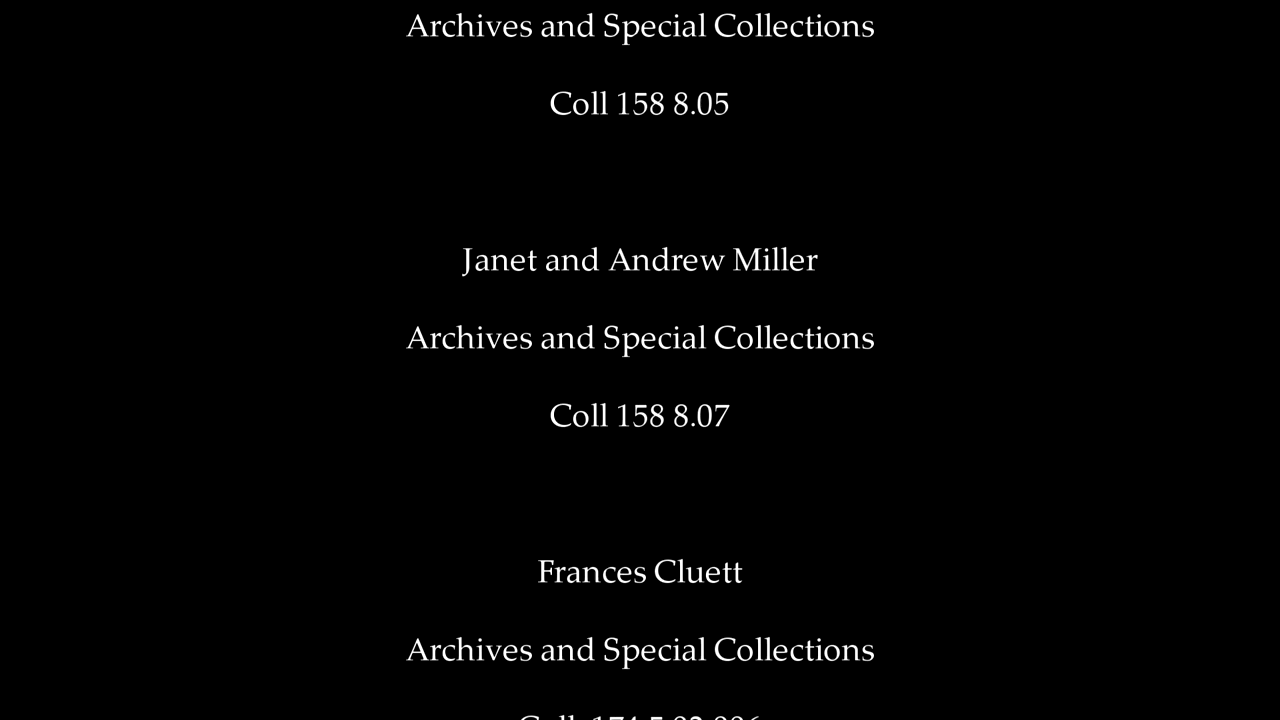 Archives and Special Collections
Coll 158 8.05
Janet and Andrew Miller
Archives and Special Collections
Coll 158 8.07
Frances Cluett
Archives and Special Collections